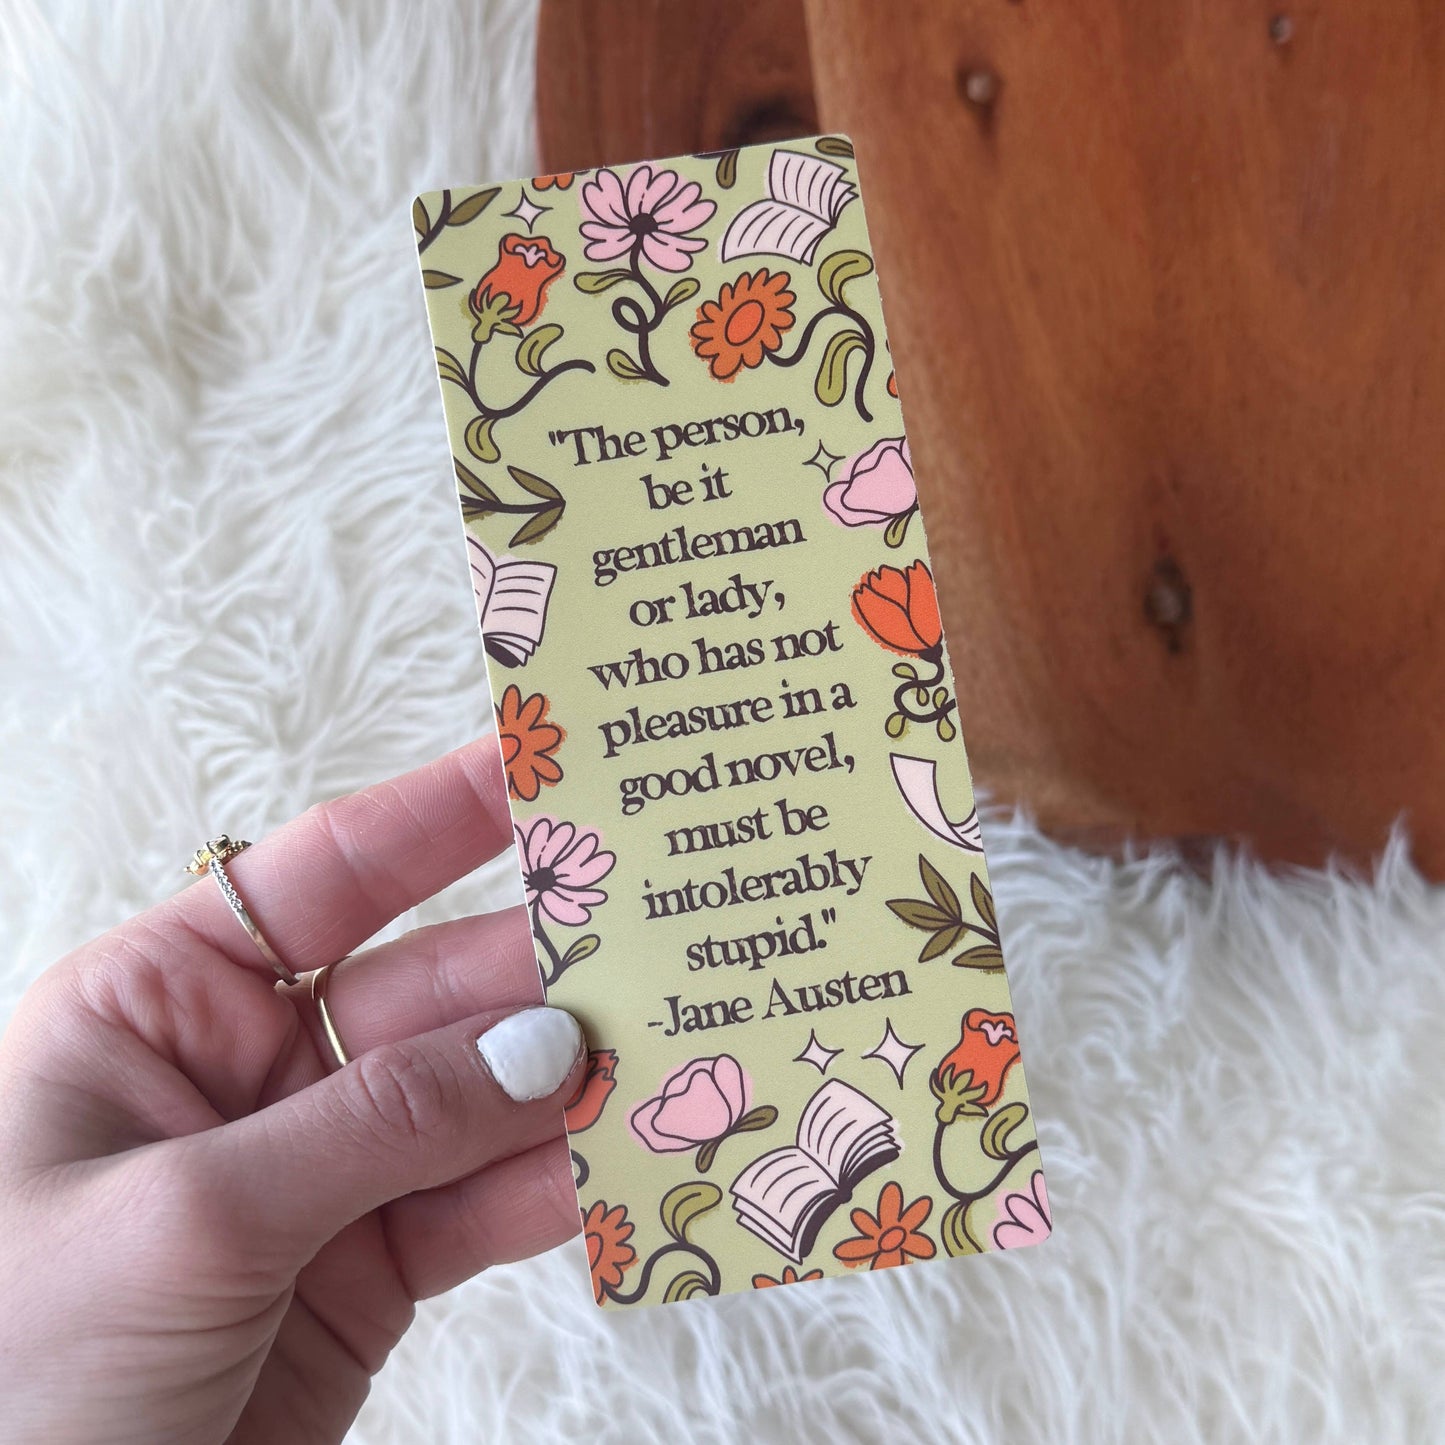 "The person,
be it
gentleman
or lady,
who has not
pleasure in a
good novel,
must be
intolerably
stupid."
-Jane Austen